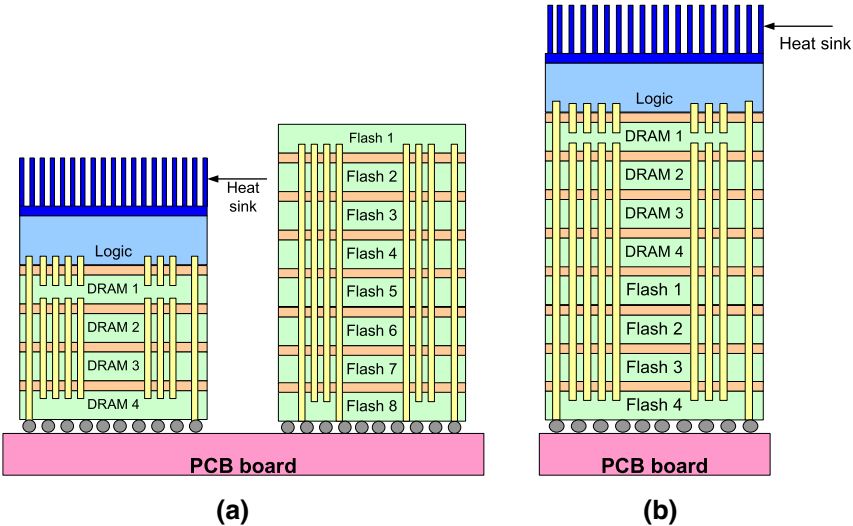 Heat
sink
Logic
DRAM 1
DRAM 2
DRAM 3
DRAM 4
Flash 1
Flash 2
Flash 3
Flash 4
Flash 5
Flash 6
Flash 7
Flash 8
PCB board
(a)
Heat sink
Logic
DRAM 1
DRAM 2
DRAM 3
DRAM 4
Flash 1
Flash 2
Flash 3
Flash 4
PCB board
(b)